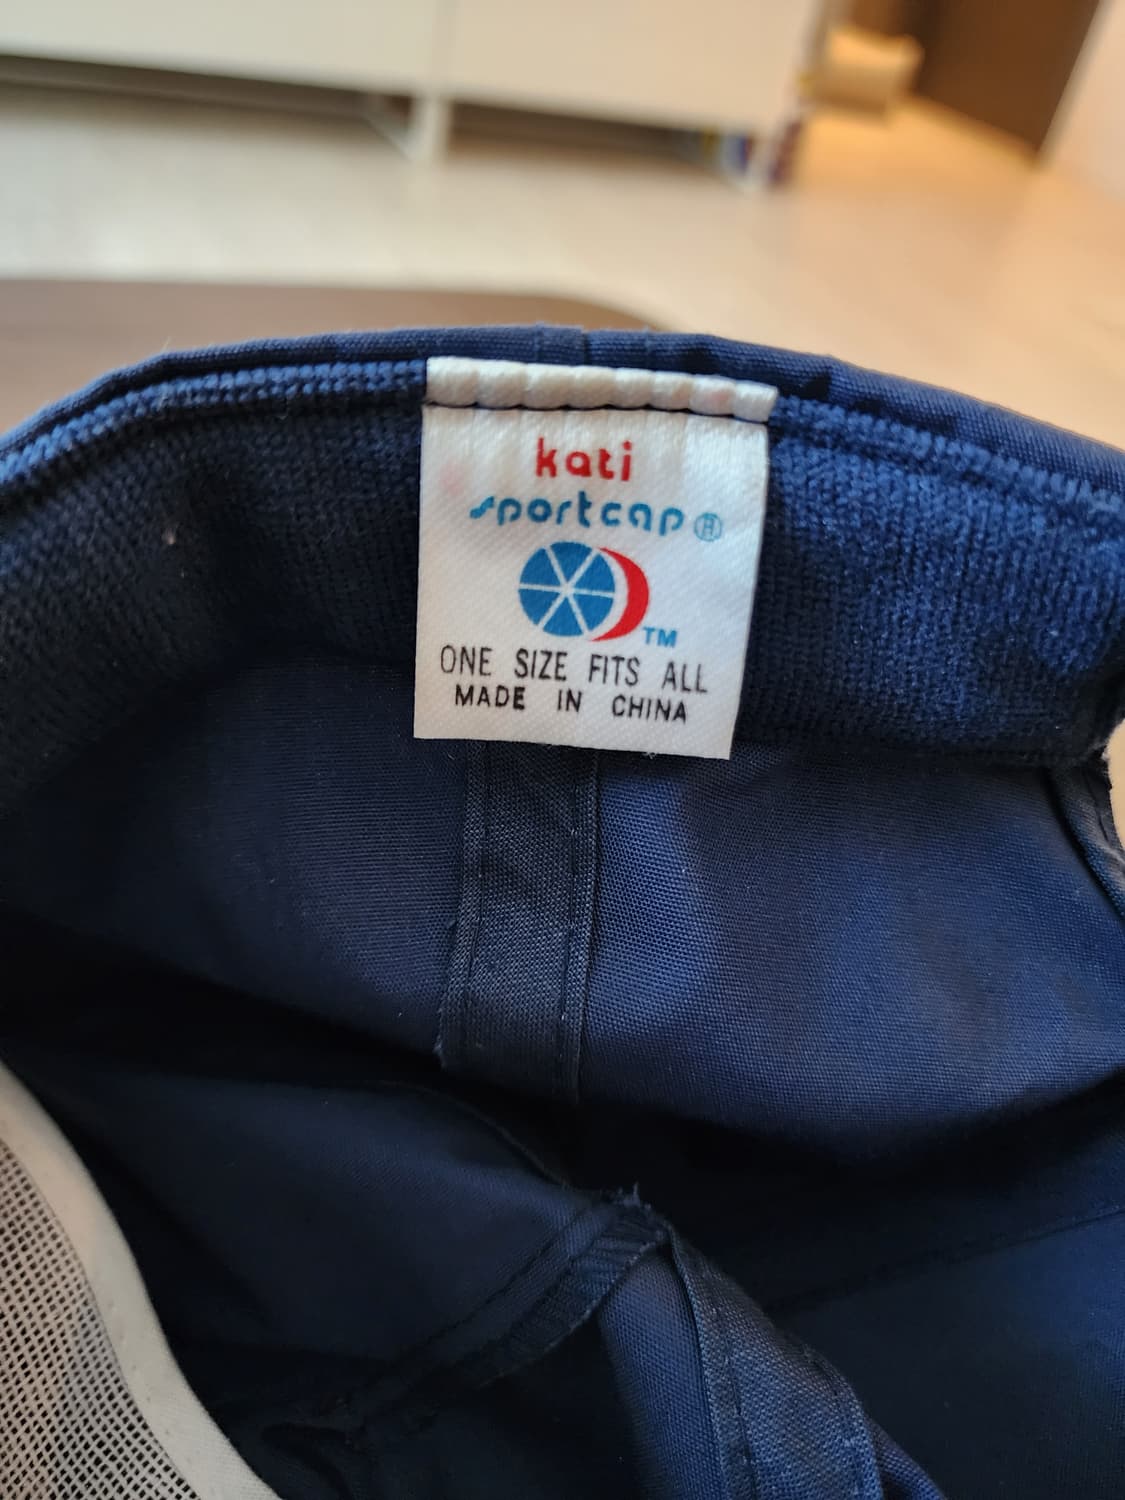 kati
sportcap®
TM
ONE SIZE FITS ALL
MADE IN CHINA